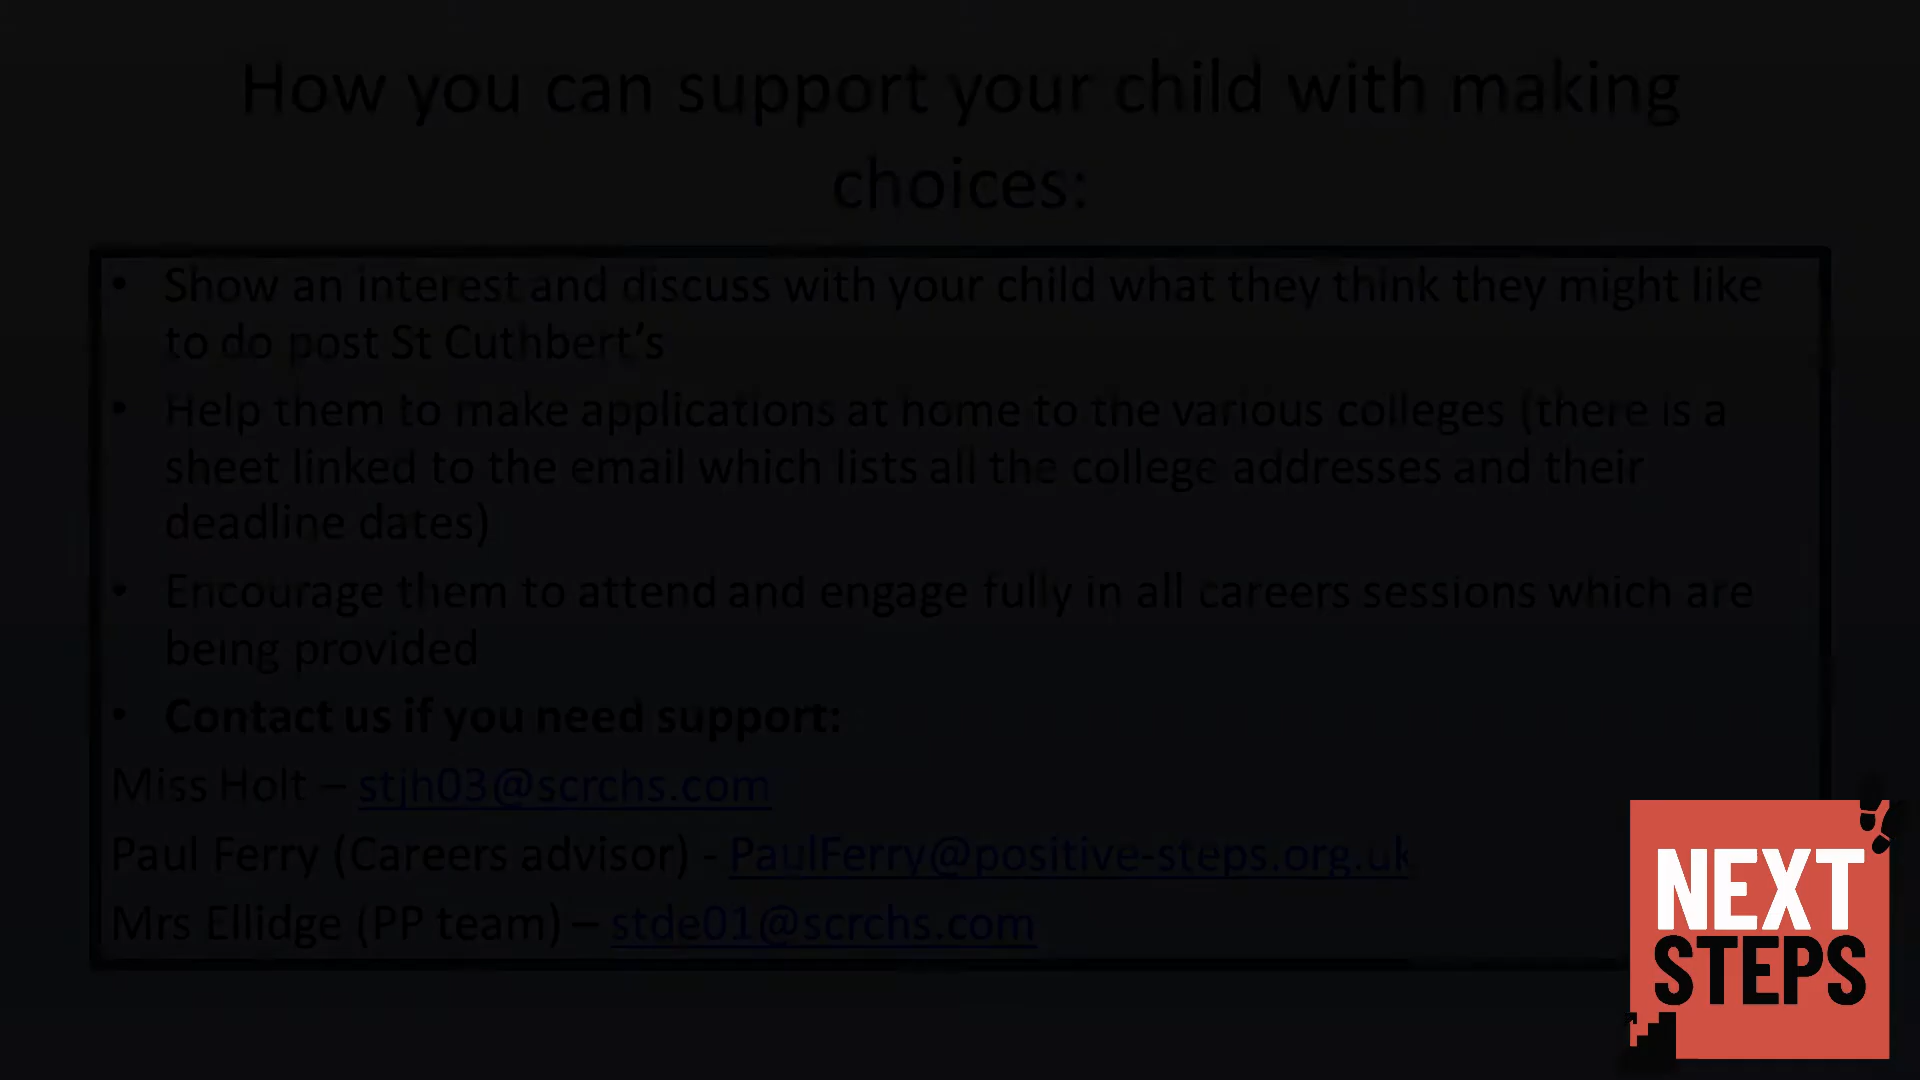 How you can support your child with making
choices:
• Show an interest and discuss with your child what they think they might like
to do post St Cuthbert’s
• Help them to make applications at home to the various colleges (there is a
sheet linked to the email which lists all the college addresses and their
deadline dates)
• Encourage them to attend and engage fully in all careers sessions which are
being provided
• Contact us if you need support:
Miss Holt – stjh03@scrchs.com
Paul Ferry (Careers advisor) - PaulFerry@positive-steps.org.uk
Mrs Ellidge (PP team) – stde01@scrchs.com
NEXT
STEPS